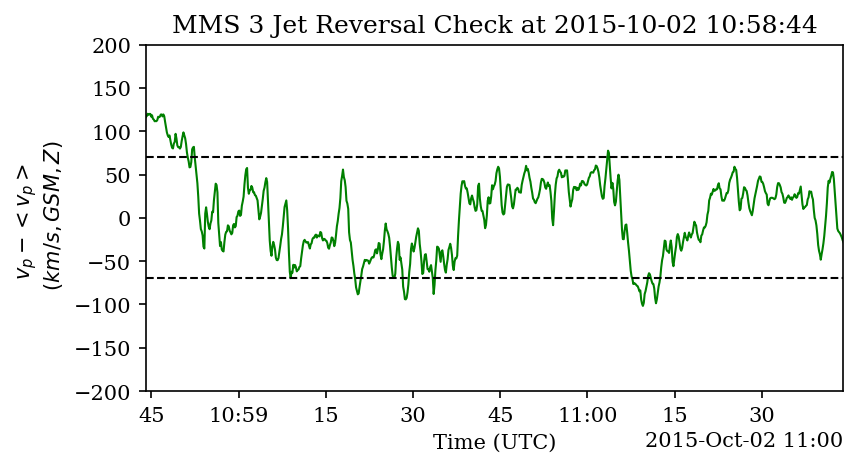 MMS 3 Jet Reversal Check at 2015-10-02 10:58:44
200
150
100
50
0
−50
−100
−150
−200
v_p − < v_p >
(km/s, GSM, Z)
45 10:59 15 30 45 11:00 15 30
Time (UTC)
2015-Oct-02 11:00